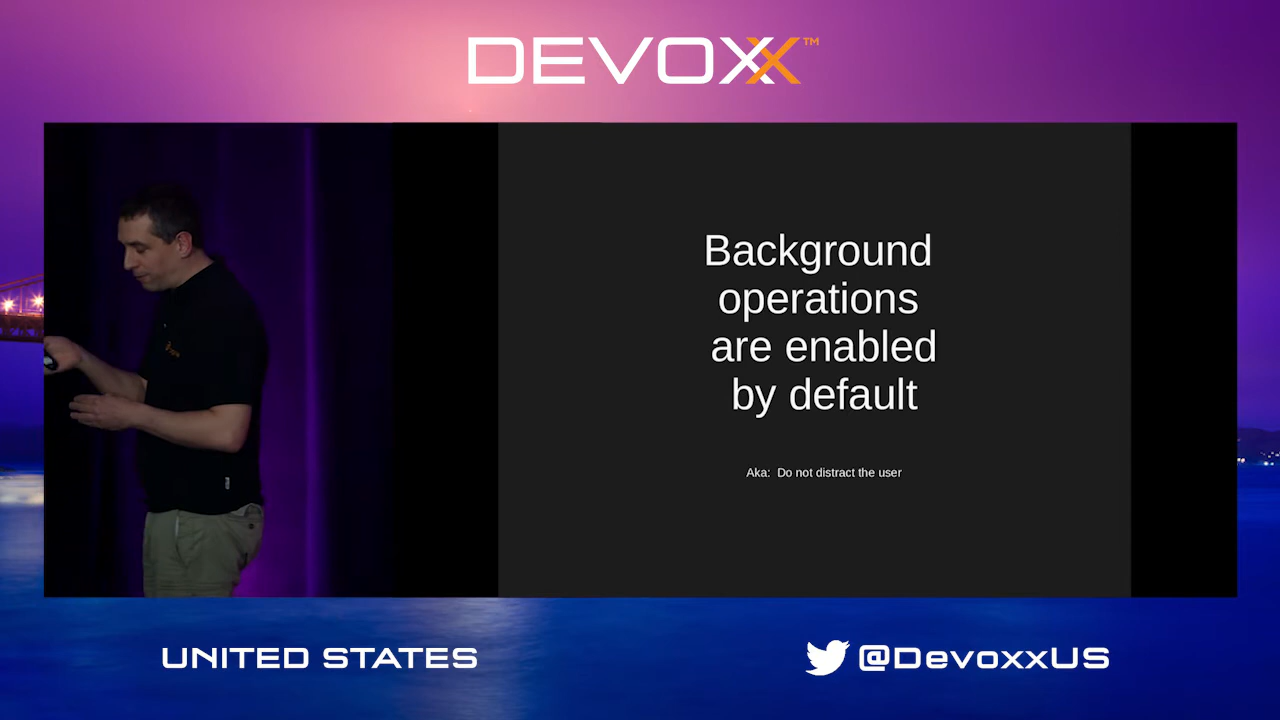 DEVOXX™
Background
operations
are enabled
by default
Aka: Do not distract the user
UNITED STATES
@DevoxxUS